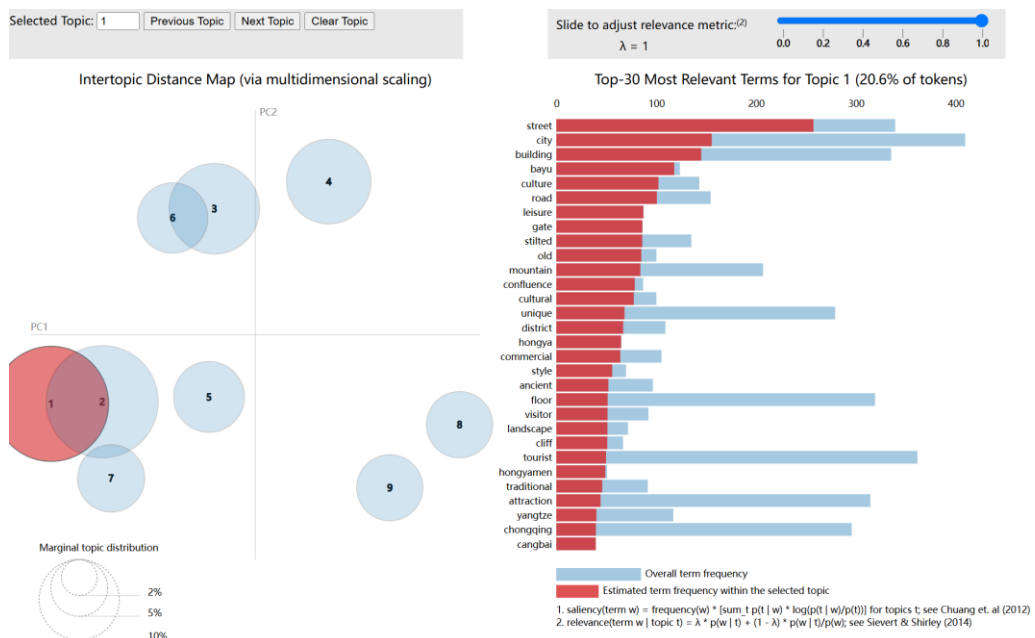 Selected Topic: 1 Previous Topic Next Topic Clear Topic
Slide to adjust relevance metric:(2)
λ = 1
0.0 0.2 0.4 0.6 0.8 1.0
Intertopic Distance Map (via multidimensional scaling)
PC2
PC1
4
3
6
1
2
5
7
8
9
Marginal topic distribution
2%
5%
10%
Top-30 Most Relevant Terms for Topic 1 (20.6% of tokens)
0 100 200 300 400
street
city
building
bayu
culture
road
leisure
gate
stilted
old
mountain
confluence
cultural
unique
district
hongya
commercial
style
ancient
floor
visitor
landscape
cliff
tourist
hongyamen
traditional
attraction
yangtze
chongqing
cangbai
Overall term frequency
Estimated term frequency within the selected topic
1. saliency(term w) = frequency(w) * [sum_t p(t | w) * log(p(t | w)/p(t))] for topics t; see Chuang et. al (2012)
2. relevance(term w | topic t) = λ * p(w | t) + (1 - λ) * p(w | t)/p(w); see Sievert & Shirley (2014)